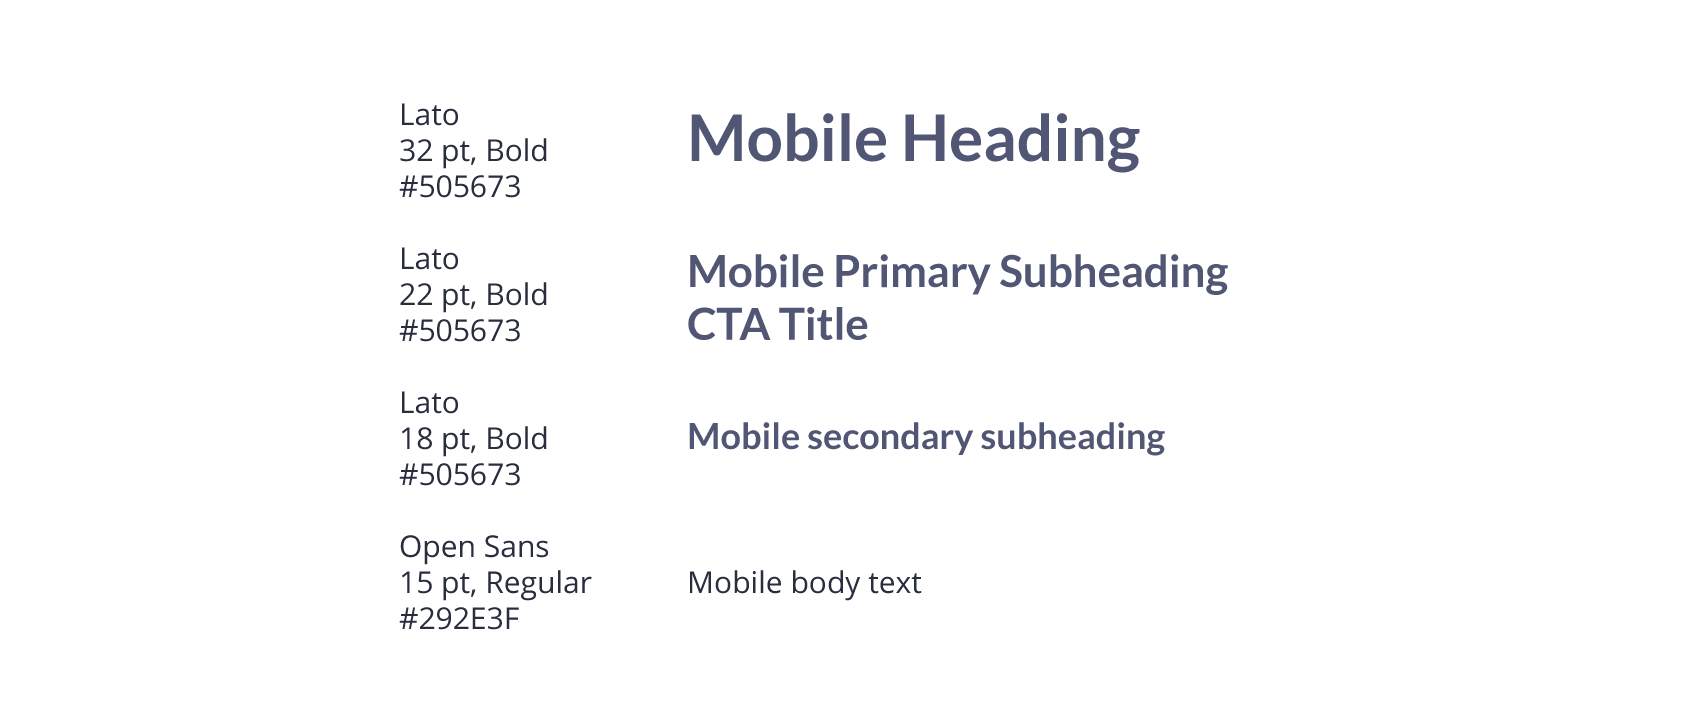 Lato
32 pt, Bold
#505673
Mobile Heading
Lato
22 pt, Bold
#505673
Mobile Primary Subheading
CTA Title
Lato
18 pt, Bold
#505673
Mobile secondary subheading
Open Sans
15 pt, Regular
#292E3F
Mobile body text